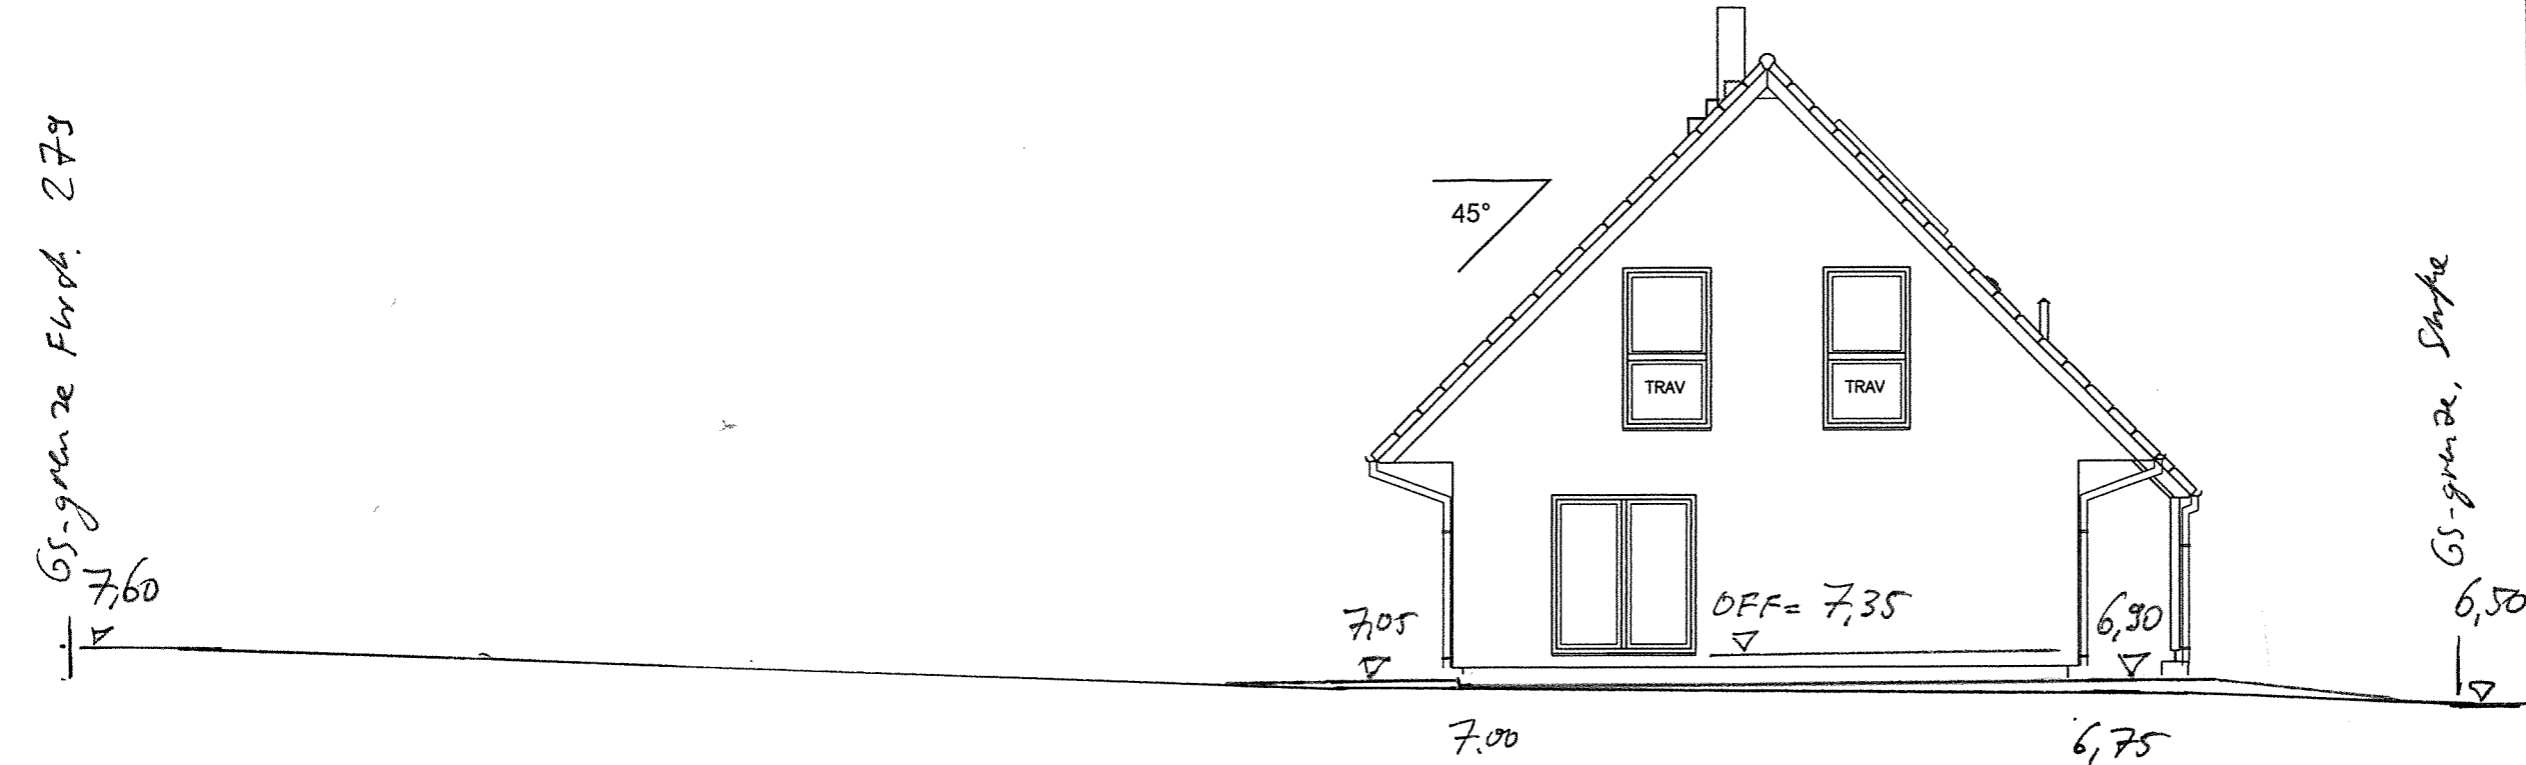 GS-grenze Flrst. 279
7,60
45°
TRAV
TRAV
7,05
OFF= 7,35
6,90
GS-grenze, Straße
6,50
7.00
6,75